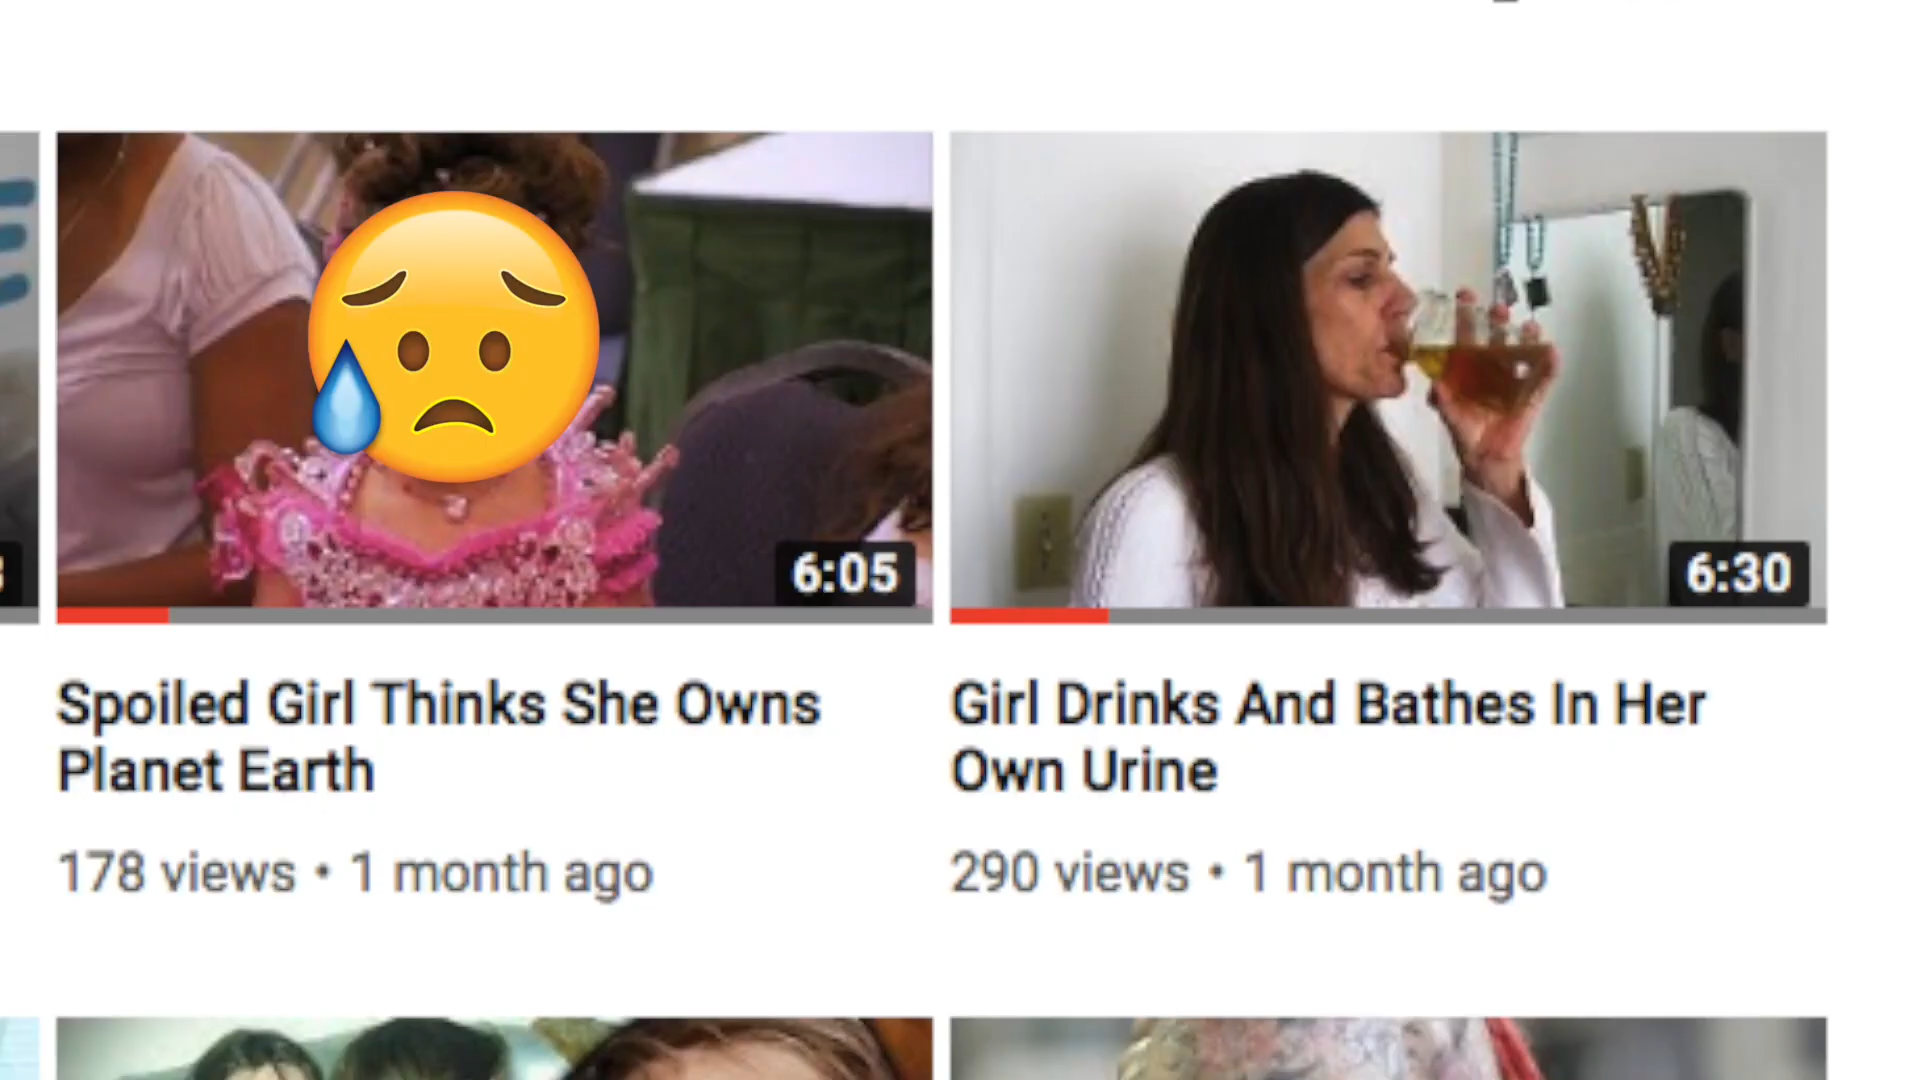 6:05
6:30
Spoiled Girl Thinks She Owns
Planet Earth
178 views • 1 month ago
Girl Drinks And Bathes In Her
Own Urine
290 views • 1 month ago